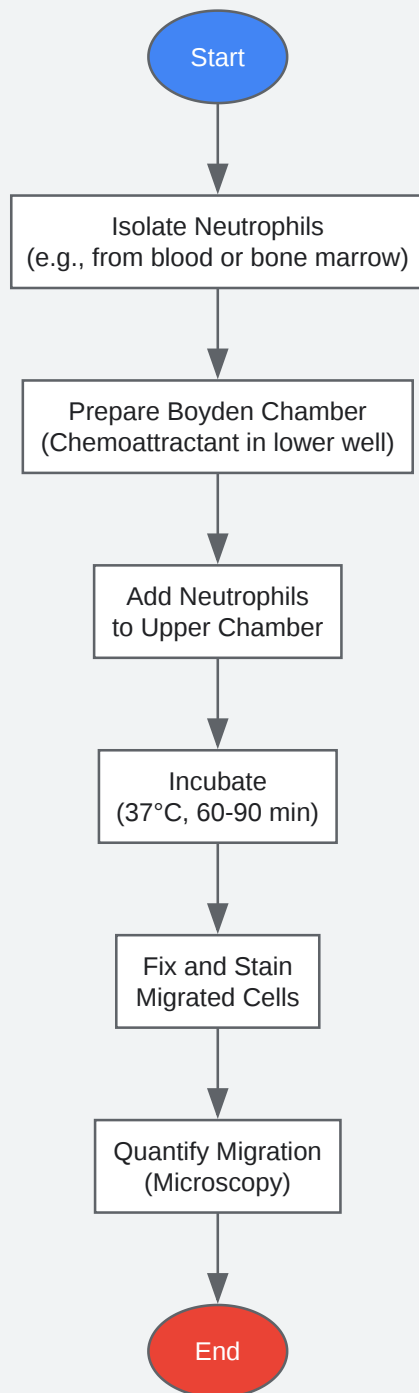 Start
Isolate Neutrophils
(e.g., from blood or bone marrow)
Prepare Boyden Chamber
(Chemoattractant in lower well)
Add Neutrophils
to Upper Chamber
Incubate
(37°C, 60-90 min)
Fix and Stain
Migrated Cells
Quantify Migration
(Microscopy)
End